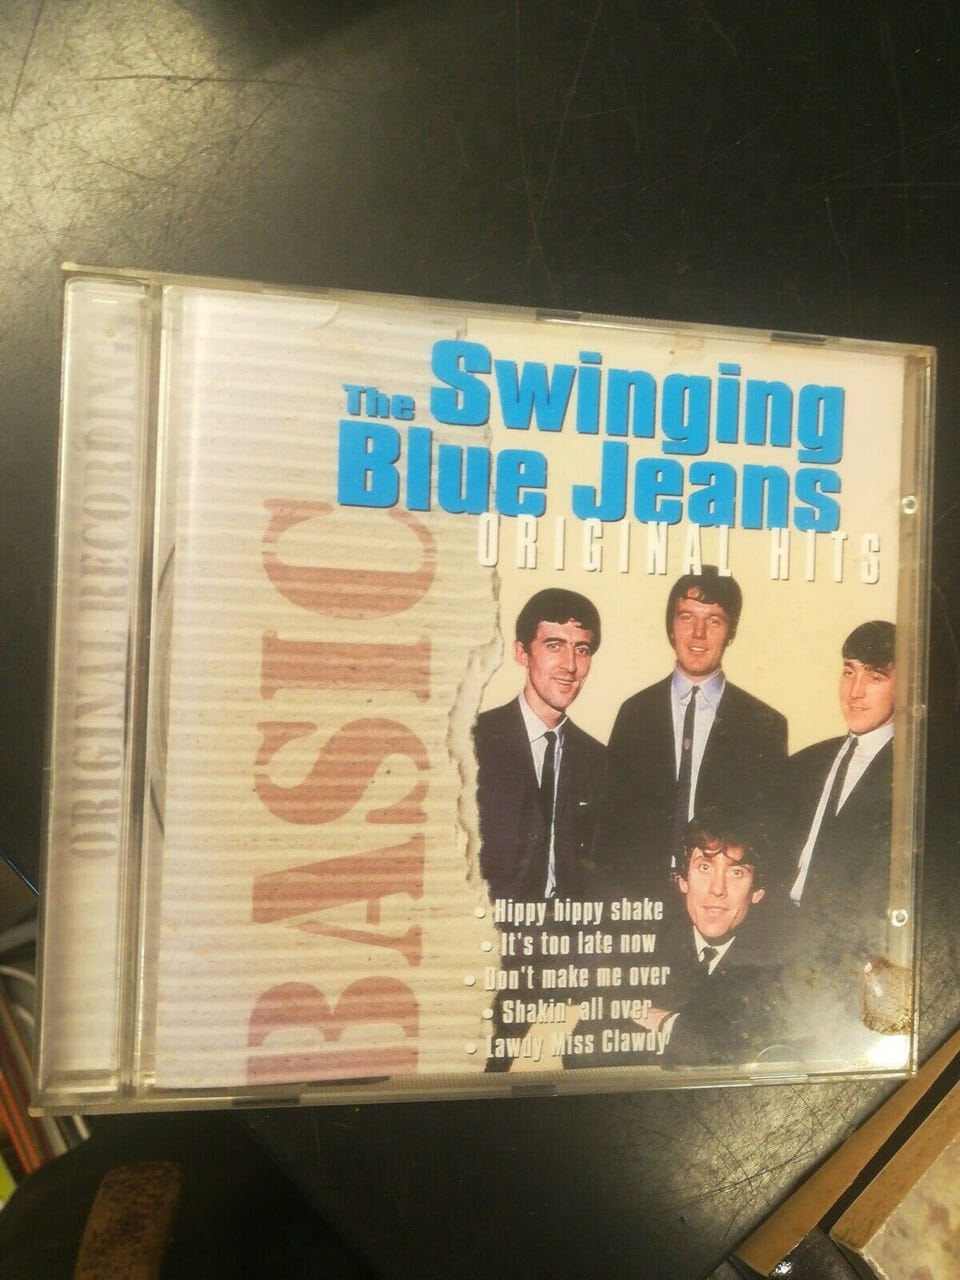 ORIGINAL RECORDING
BASIC
The Swinging
Blue Jeans
ORIGINAL HITS
• Hippy hippy shake
• It's too late now
• Don't make me over
• Shakin' all over
• Lawdy Miss Clawdy